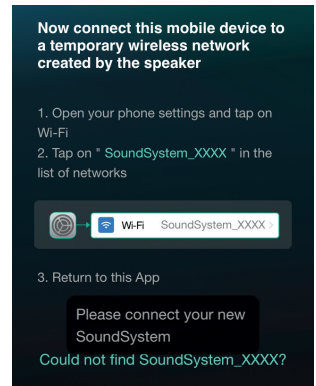 Now connect this mobile device to
a temporary wireless network
created by the speaker
1. Open your phone settings and tap on
Wi-Fi
2. Tap on " SoundSystem_XXXX " in the
list of networks
Wi-Fi SoundSystem_XXXX >
3. Return to this App
Please connect your new
SoundSystem
Could not find SoundSystem_XXXX?